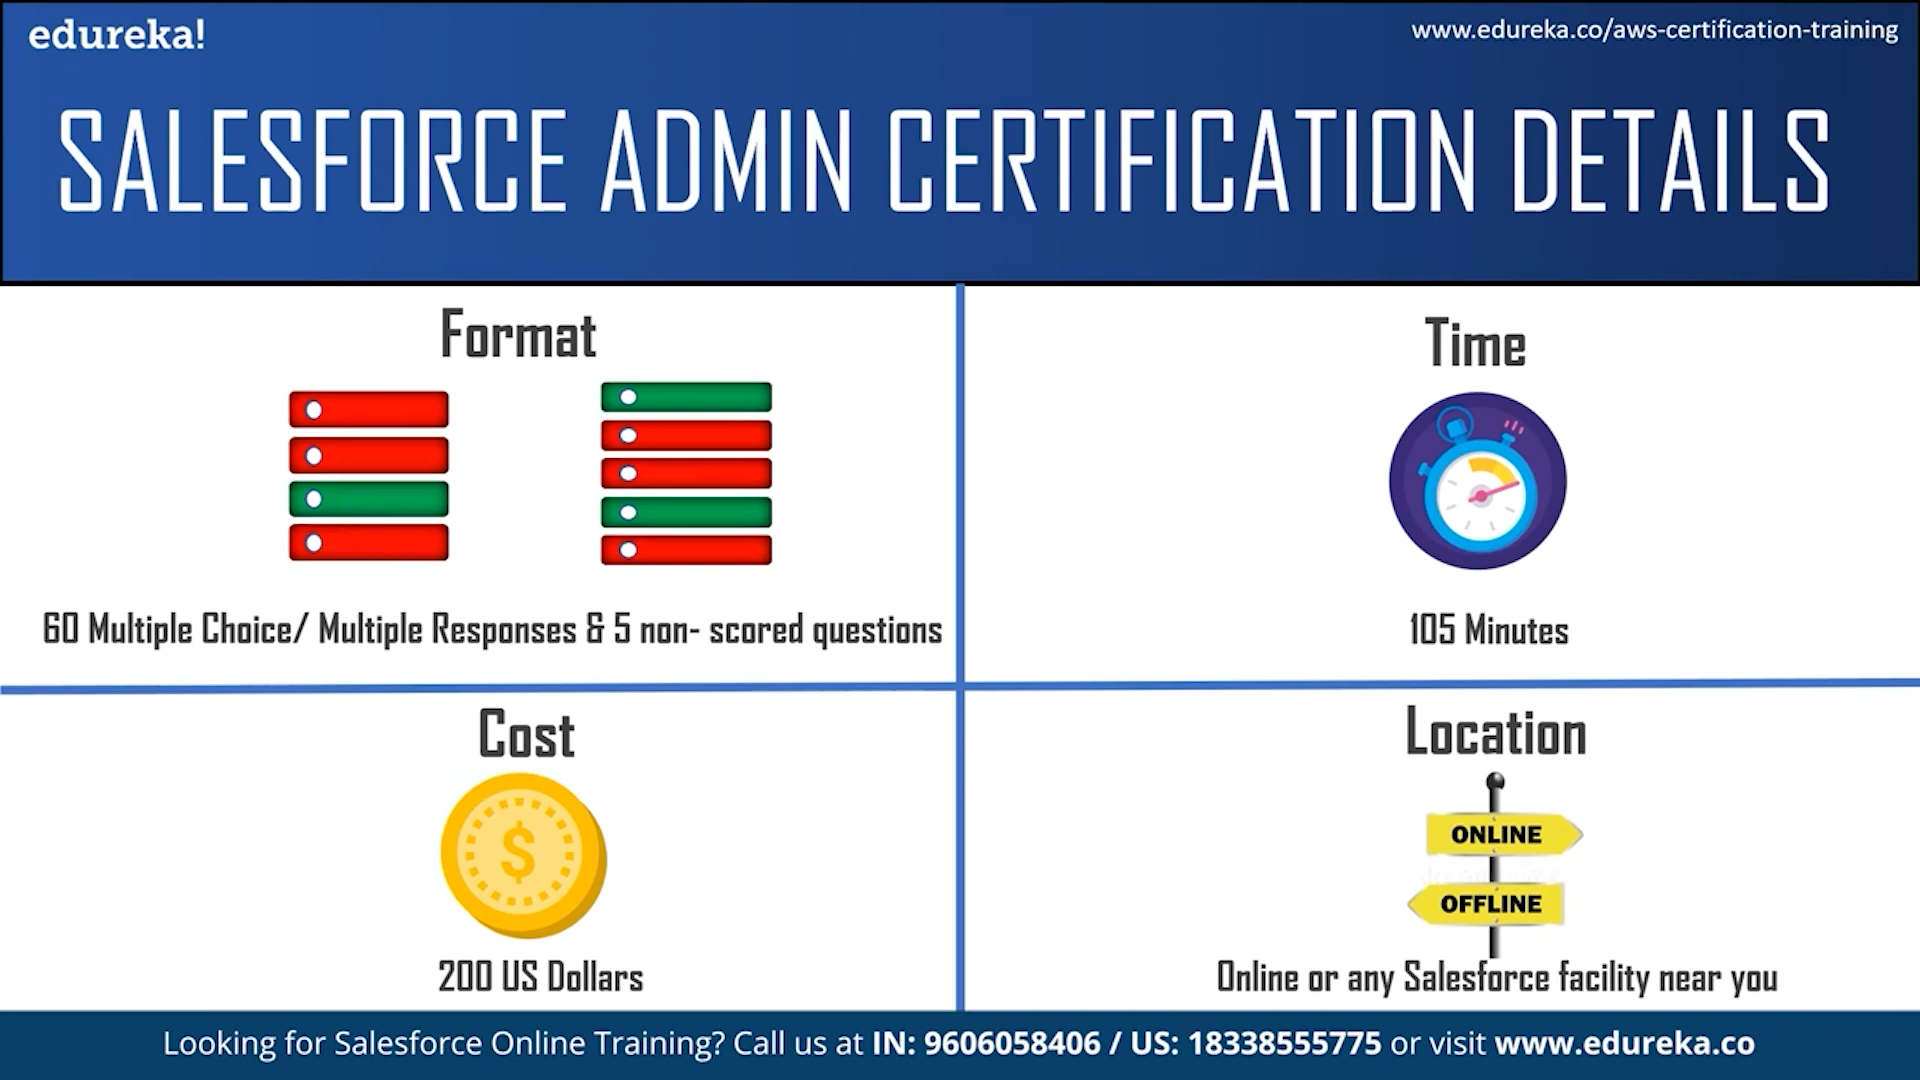 edureka!
www.edureka.co/aws-certification-training
SALESFORCE ADMIN CERTIFICATION DETAILS
Format
60 Multiple Choice/ Multiple Responses & 5 non- scored questions
Time
105 Minutes
Cost
$
200 US Dollars
Location
ONLINE
OFFLINE
Online or any Salesforce facility near you
Looking for Salesforce Online Training? Call us at IN: 9606058406 / US: 18338555775 or visit www.edureka.co